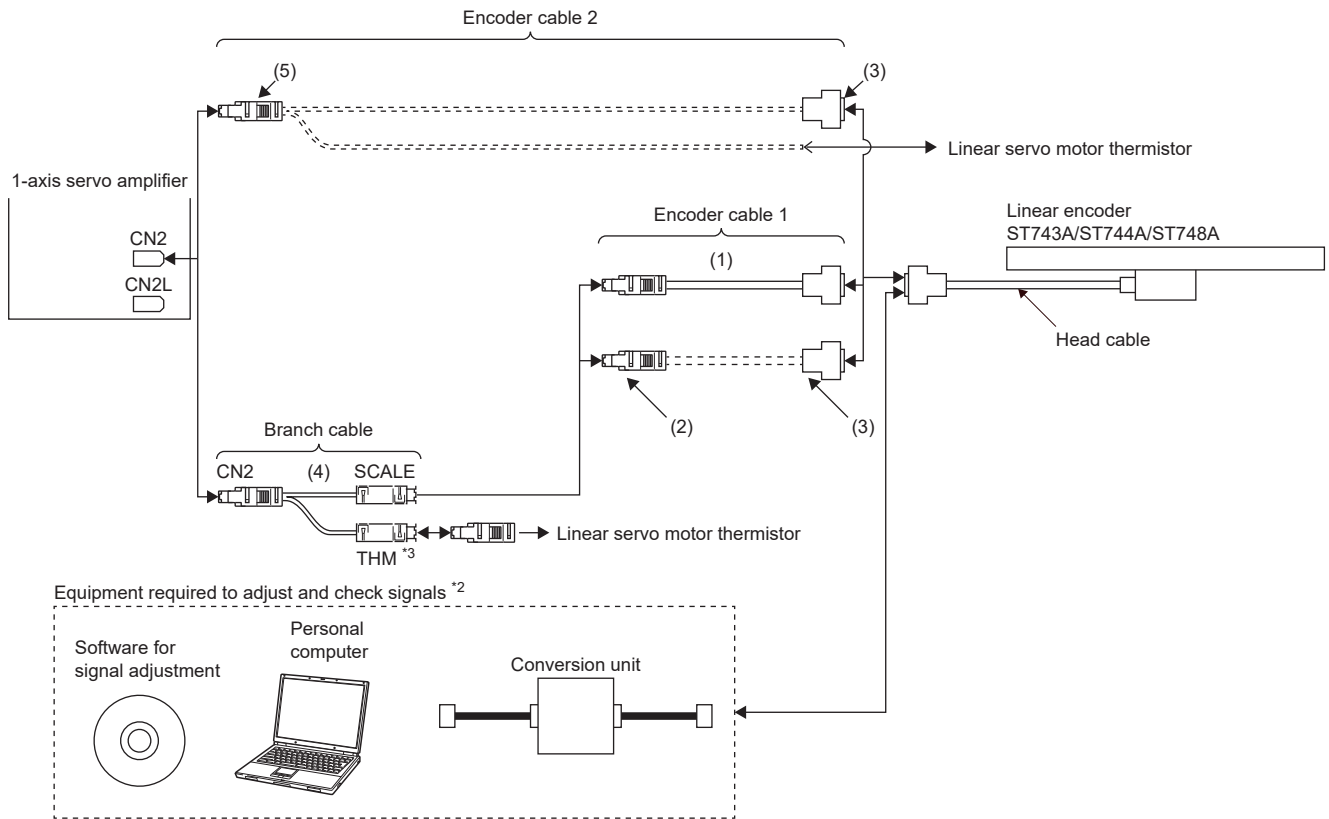 Encoder cable 2
(5)
(3)
Linear servo motor thermistor
1-axis servo amplifier
CN2
CN2L
Encoder cable 1
(1)
Linear encoder
ST743A/ST744A/ST748A
Head cable
(2)
(3)
Branch cable
CN2
(4)
SCALE
THM *3
Linear servo motor thermistor
Equipment required to adjust and check signals *2
Software for
signal adjustment
Personal
computer
Conversion unit